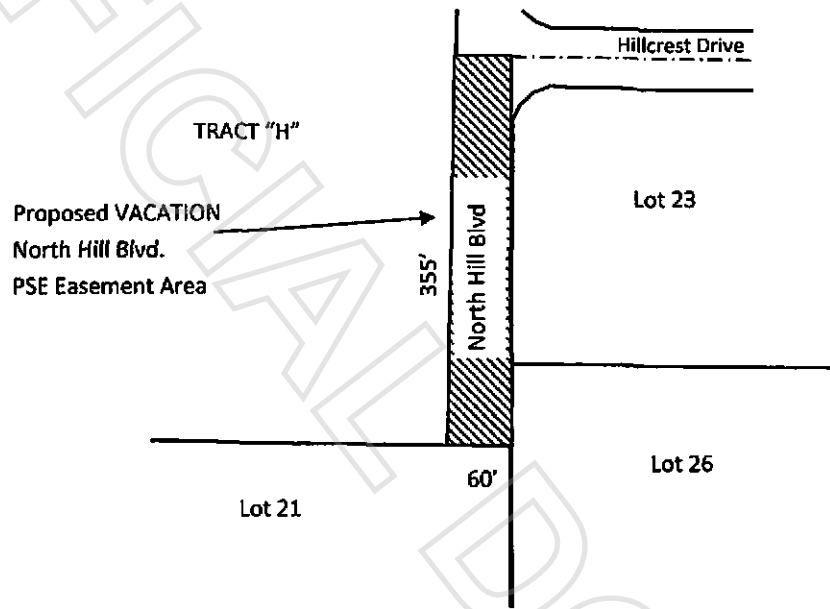 Hillcrest Drive
TRACT "H"
Lot 23
Proposed VACATION
North Hill Blvd.
PSE Easement Area
355'
North Hill Blvd
Lot 26
60'
Lot 21